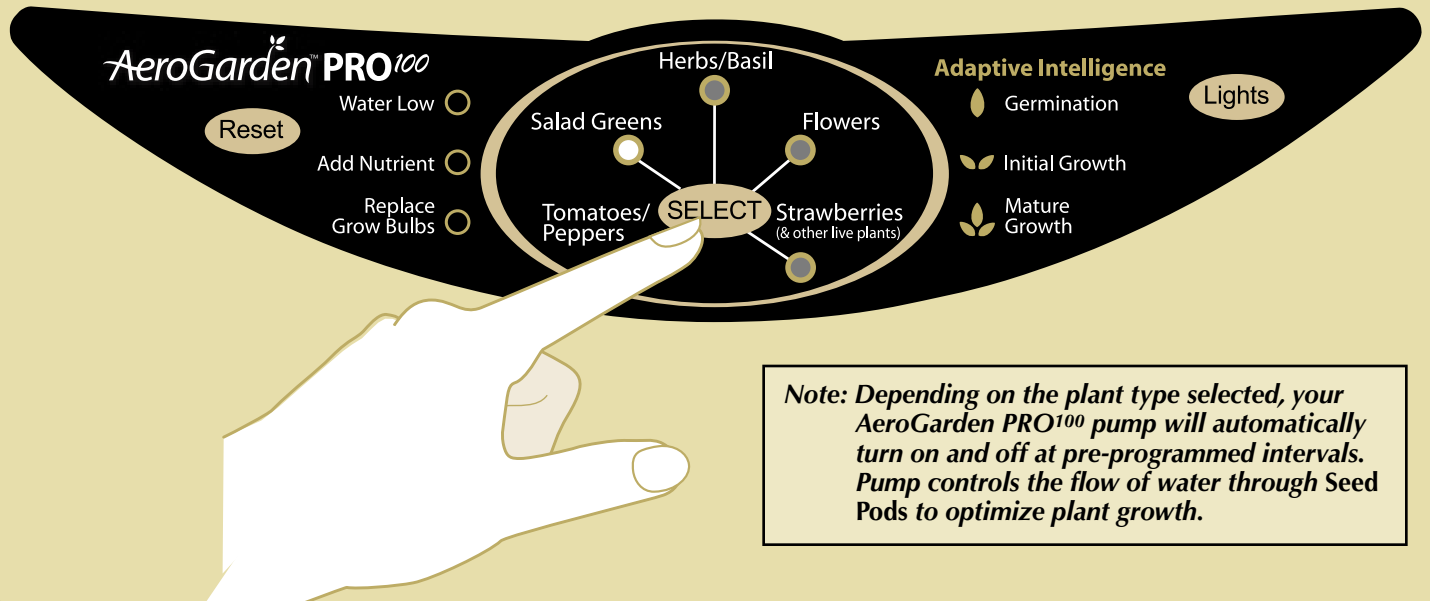 AeroGarden™ PRO100
Reset
Water Low
Add Nutrient
Replace
Grow Bulbs
Herbs/Basil
Salad Greens
Flowers
Tomatoes/
Peppers
SELECT
Strawberries
(& other live plants)
Adaptive Intelligence
Germination
Initial Growth
Mature
Growth
Lights
Note: Depending on the plant type selected, your
AeroGarden PRO100 pump will automatically
turn on and off at pre-programmed intervals.
Pump controls the flow of water through Seed
Pods to optimize plant growth.